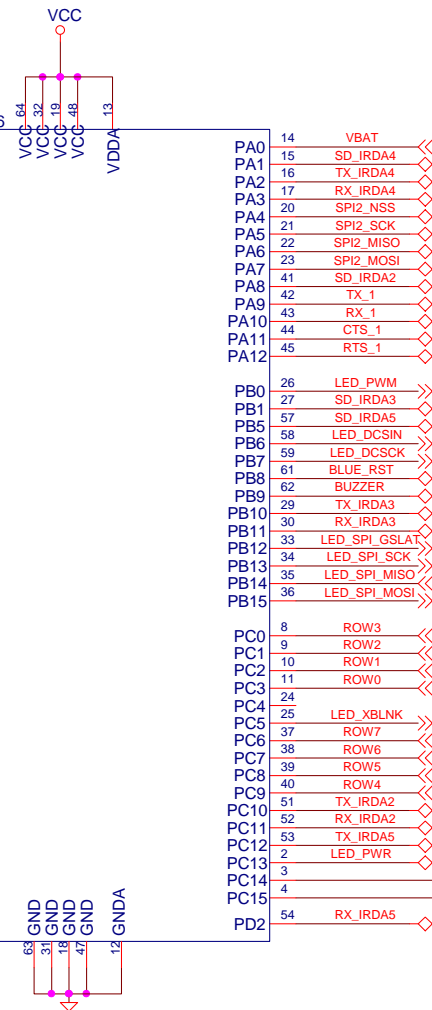 VCC
S
64 32 19 48 13
VCC VCC VCC VCC VDDA
PA0 14 VBAT
PA1 15 SD_IRDA4
PA2 16 TX_IRDA4
PA3 17 RX_IRDA4
PA4 20 SPI2_NSS
PA5 21 SPI2_SCK
PA6 22 SPI2_MISO
PA7 23 SPI2_MOSI
PA8 41 SD_IRDA2
PA9 42 TX_1
PA10 43 RX_1
PA11 44 CTS_1
PA12 45 RTS_1
PB0 26 LED_PWM
PB1 27 SD_IRDA3
PB5 57 SD_IRDA5
PB6 58 LED_DCSIN
PB7 59 LED_DCSCK
PB8 61 BLUE_RST
PB9 62 BUZZER
PB10 29 TX_IRDA3
PB11 30 RX_IRDA3
PB12 33 LED_SPI_GSLAT
PB13 34 LED_SPI_SCK
PB14 35 LED_SPI_MISO
PB15 36 LED_SPI_MOSI
PC0 8 ROW3
PC1 9 ROW2
PC2 10 ROW1
PC3 11 ROW0
PC4 24
PC5 25 LED_XBLNK
PC6 37 ROW7
PC7 38 ROW6
PC8 39 ROW5
PC9 40 ROW4
PC10 51 TX_IRDA2
PC11 52 RX_IRDA2
PC12 53 TX_IRDA5
PC13 2 LED_PWR
PC14 3
PC15 4
PD2 54 RX_IRDA5
GND GND GND GND GNDA
63 31 18 47 12